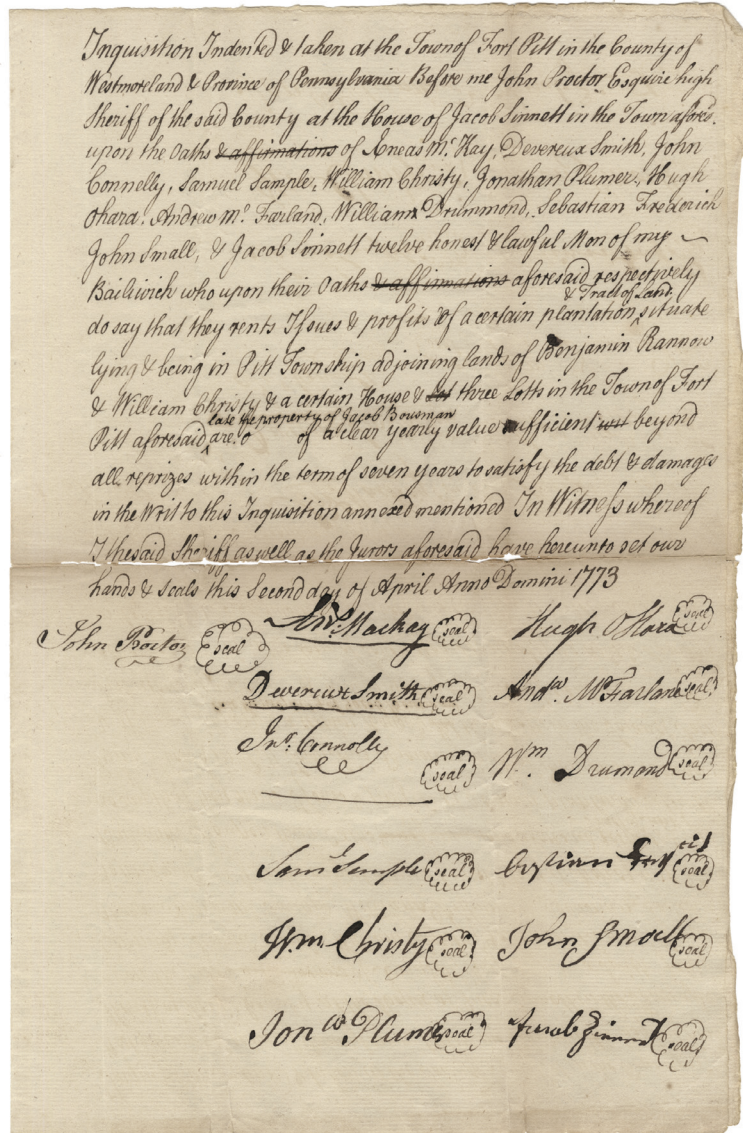 Inquisition Indented & taken at the Town of Fort Pitt in the County of
Westmoreland & Province of Pennsylvania Before me John Proctor Esquire high
Sheriff of the said County at the House of Jacob Sinnett in the Town afores.d
upon the Oaths & affirmations of Æneas Mc. Kay, Devereux Smith, John
Connelly, Samuel Sample, William Christy, Jonathan Plumer, Hugh
Ohara, Andrew Mc. Farland, William Drummond, Sebastian Frederick
John Small, & Jacob Sinnett twelve honest & lawful Men of my
Bailiwich who upon their Oaths & affirmations aforesaid respectively
& Tract of Land
do say that they rents Issues & profits of a certain plantation situate
lying & being in Pitt Township adjoining lands of Benjamin Rannow
& William Christy & a certain House & Lot three Lotts in the Town of Fort
late the property of Jacob Bousman
Pitt aforesaid are of a clear yearly value sufficient beyond
all reprizes within the term of seven years to satisfy the debt & damages
in the Writ to this Inquisition annexed mentioned In Witness whereof
I the said Sheriff as well as the Jurors aforesaid have hereunto set our
hands & seals this Second day of April Anno Domini 1773
John Proctor seal
Mackay seal Hugh OHara seal
Devereux Smith seal Andw. McFarland seal
Jno. Connolly seal Wm Drumond seal
Saml Semple seal seal
Wm Christy seal John Small seal
Jon Plumer seal Jacob seal